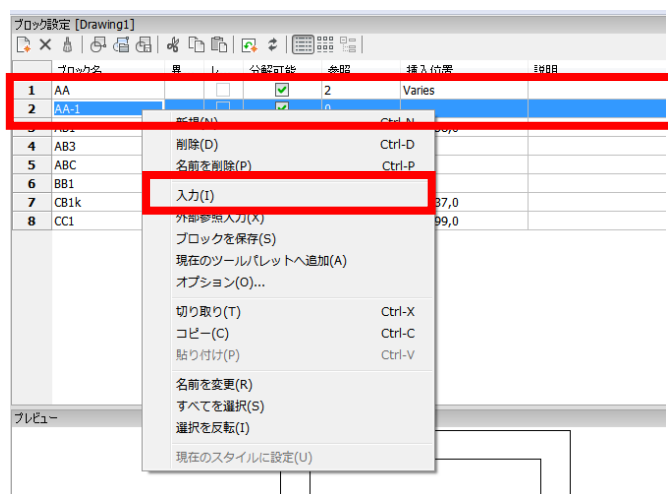 ブロック設定 [Drawing1]
ブロック名 異 レ 分解可能 参照 挿入位置 説明
1 AA 2 Varies
2 AA-1 0
3 AB1
4 AB3
5 ABC
6 BB1
7 CB1k 37,0
8 CC1 99,0
新規(N) Ctrl-N
削除(D) Ctrl-D
名前を削除(P) Ctrl-P
入力(I)
外部参照入力(X)
ブロックを保存(S)
現在のツールパレットへ追加(A)
オプション(O)...
切り取り(T) Ctrl-X
コピー(C) Ctrl-C
貼り付け(P) Ctrl-V
名前を変更(R)
すべてを選択(S)
選択を反転(I)
現在のスタイルに設定(U)
プレビュー